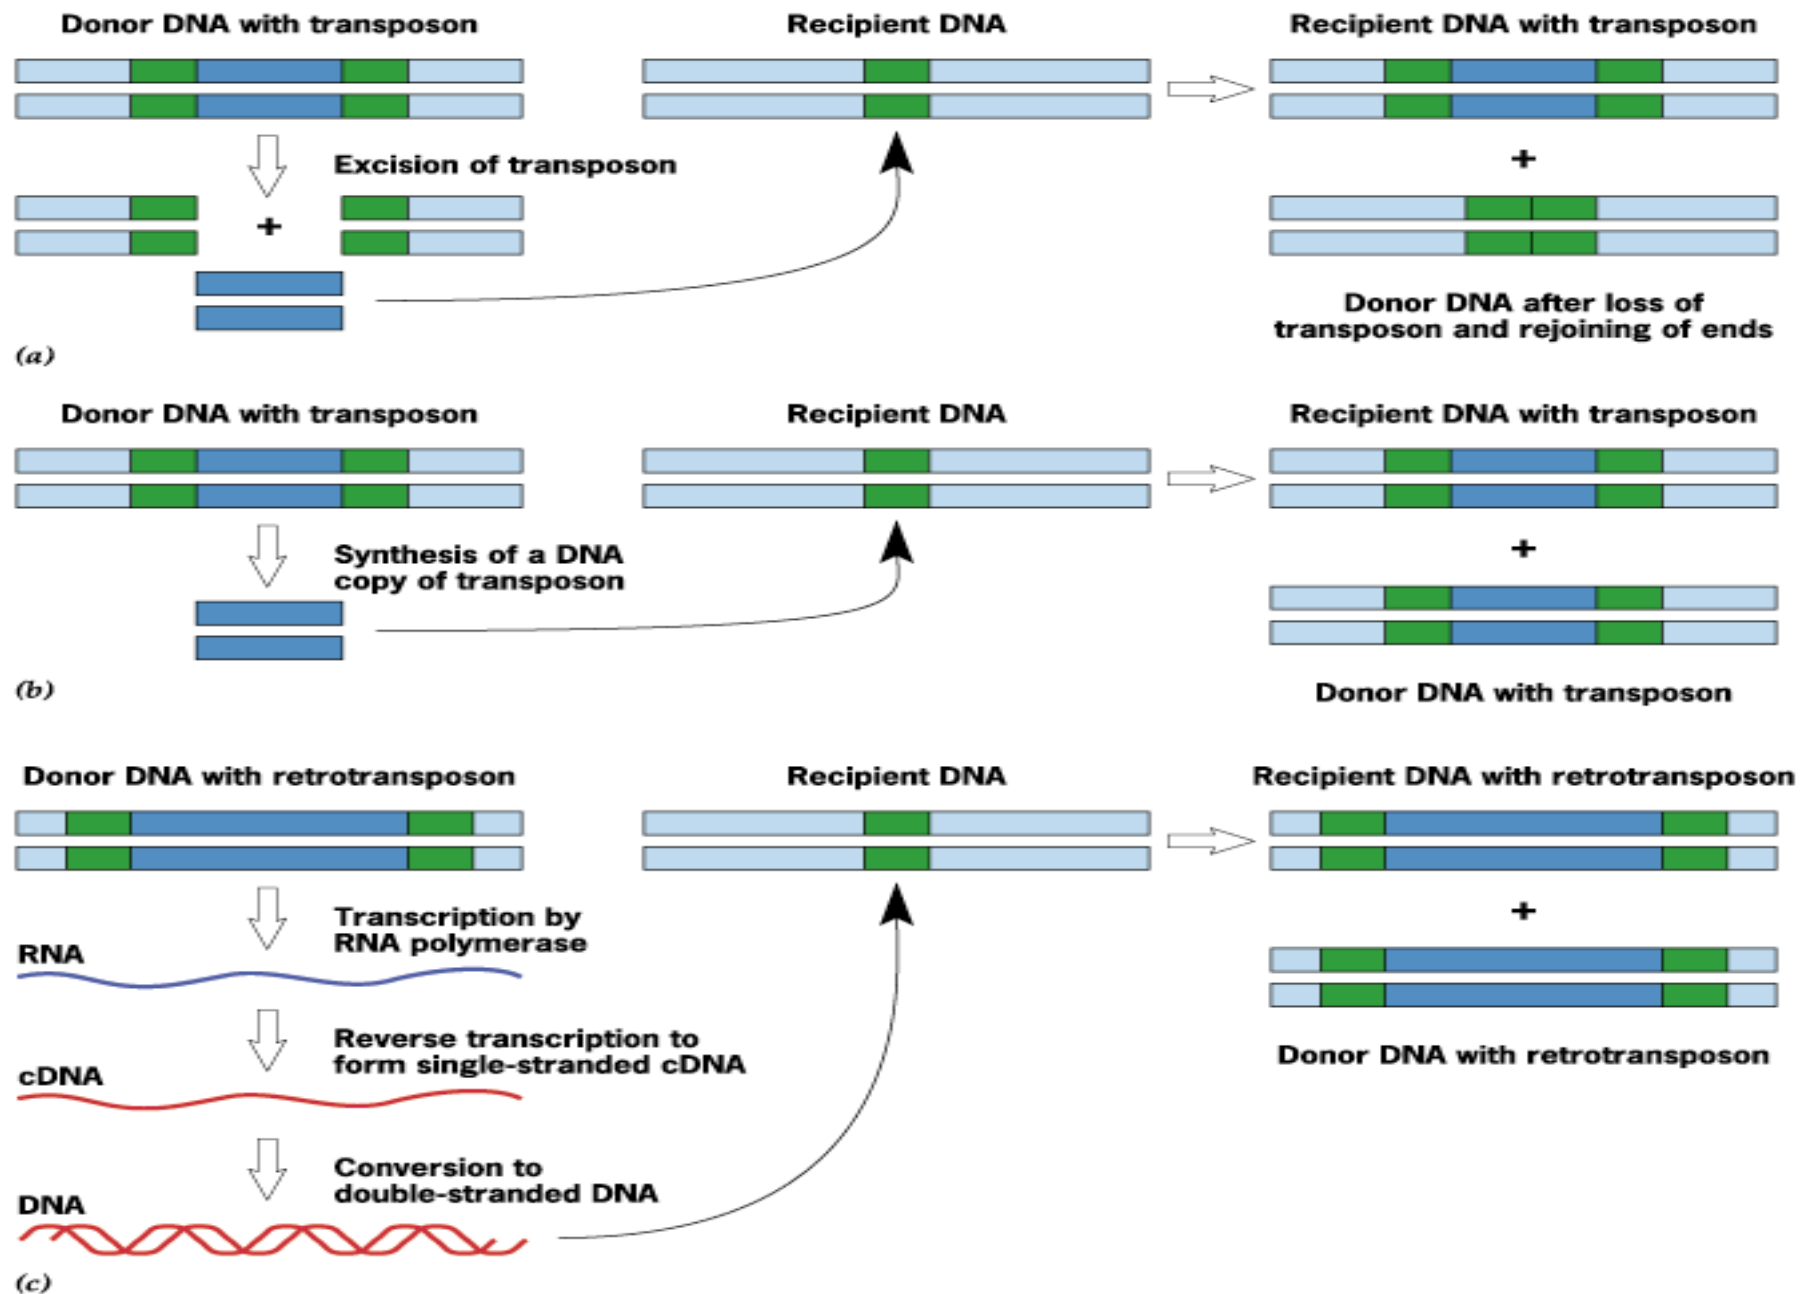 Donor DNA with transposon
Recipient DNA
Recipient DNA with transposon
Excision of transposon
+
+
Donor DNA after loss of
transposon and rejoining of ends
(a)
Donor DNA with transposon
Recipient DNA
Recipient DNA with transposon
Synthesis of a DNA
copy of transposon
+
Donor DNA with transposon
(b)
Donor DNA with retrotransposon
Recipient DNA
Recipient DNA with retrotransposon
Transcription by
RNA polymerase
RNA
+
Reverse transcription to
form single-stranded cDNA
cDNA
Donor DNA with retrotransposon
Conversion to
double-stranded DNA
DNA
(c)